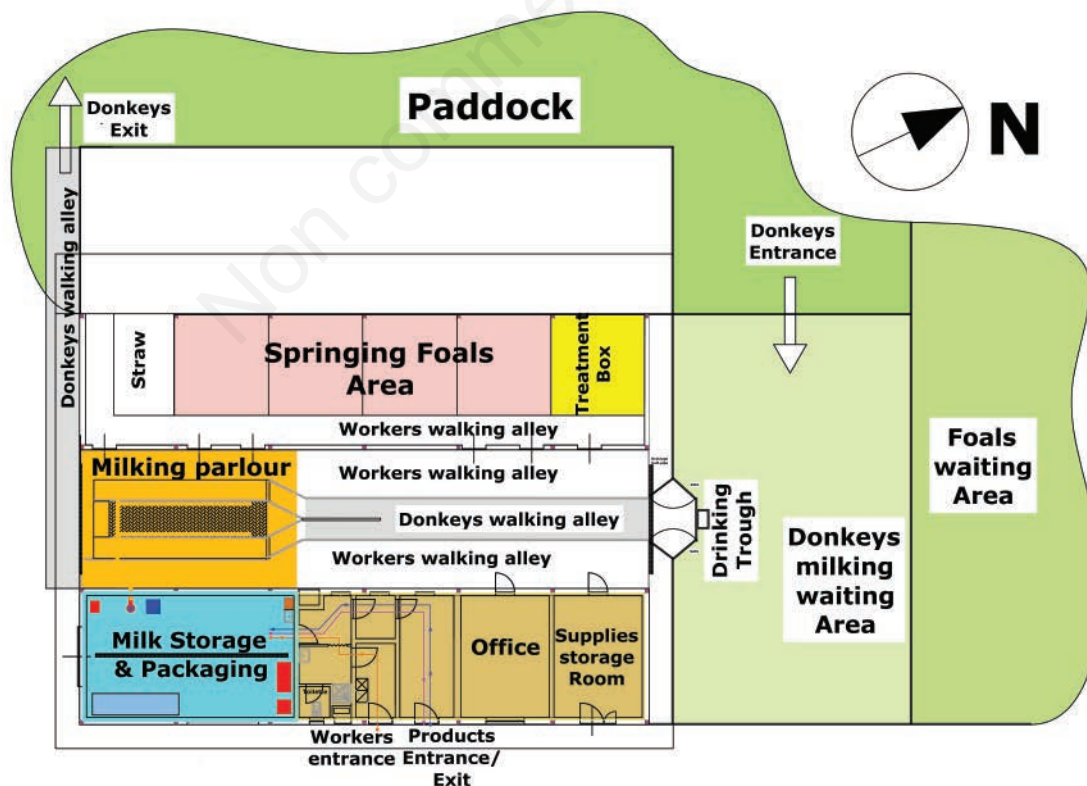 Non comme
Paddock
N
Donkeys
Exit
Donkeys walking alley
Donkeys
Entrance
Straw
Springing Foals
Area
Treatment
Box
Workers walking alley
Milking parlour
Workers walking alley
Donkeys walking alley
Workers walking alley
Drinking
Trough
Foals
waiting
Area
Donkeys
milking
waiting
Area
Milk Storage
& Packaging
Office
Supplies
storage
Room
Workers
entrance
Products
Entrance/
Exit